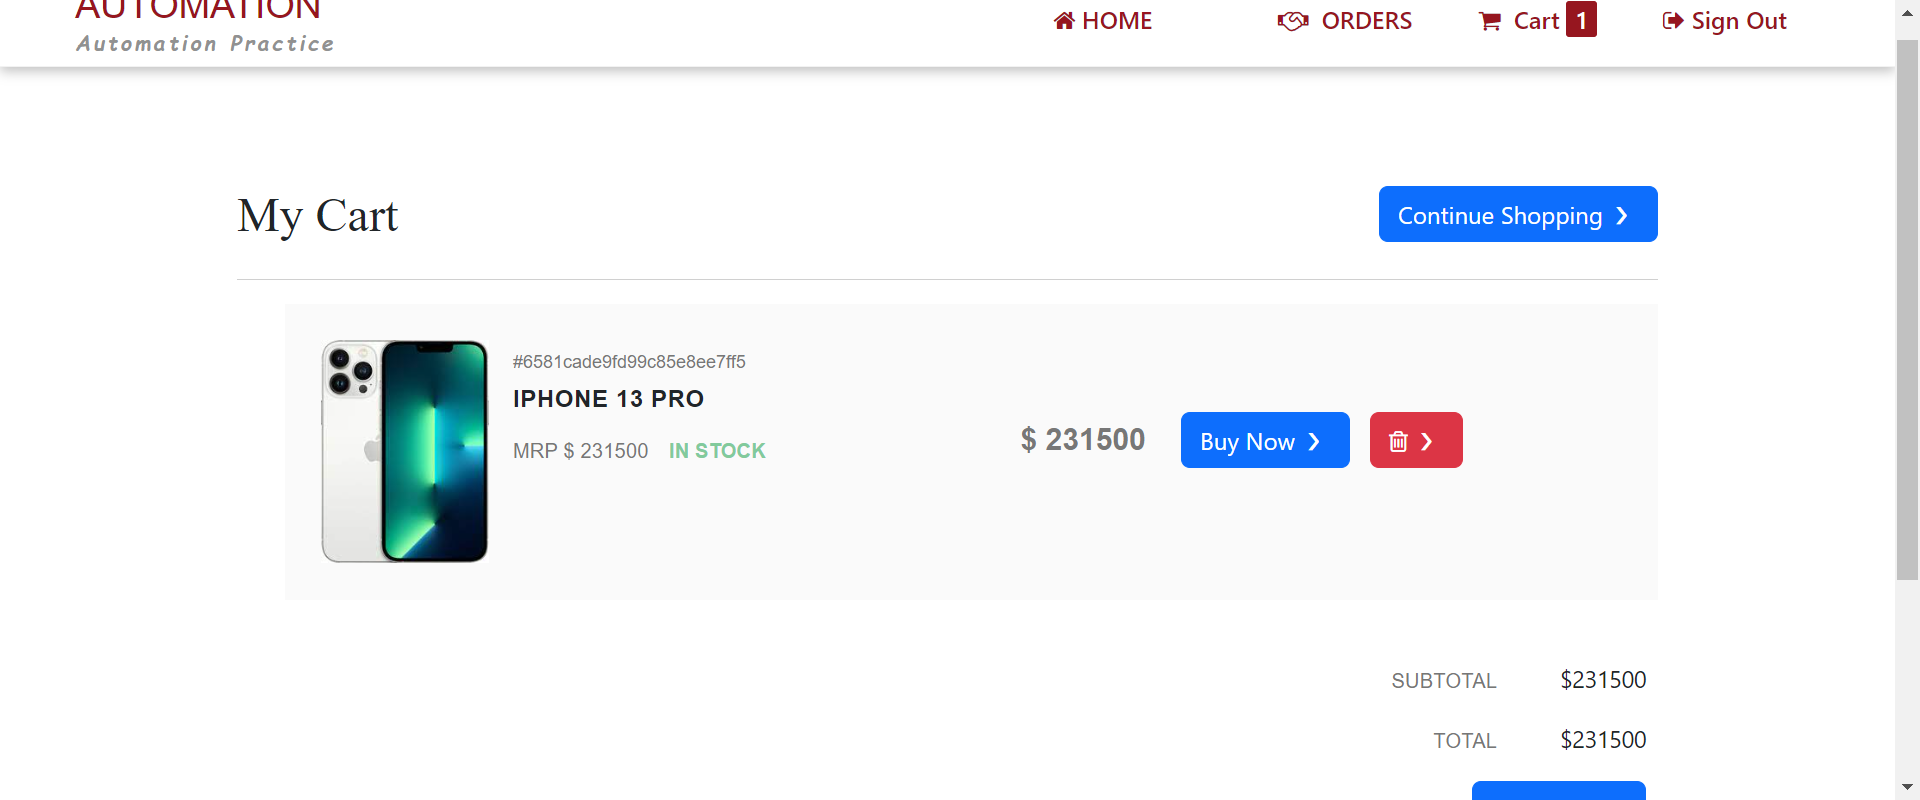 AUTOMATION
Automation Practice
HOME
ORDERS
Cart 1
Sign Out
My Cart
Continue Shopping ❯
#6581cade9fd99c85e8ee7ff5
IPHONE 13 PRO
MRP $ 231500 IN STOCK
$ 231500
Buy Now ❯
❯
SUBTOTAL $231500
TOTAL $231500